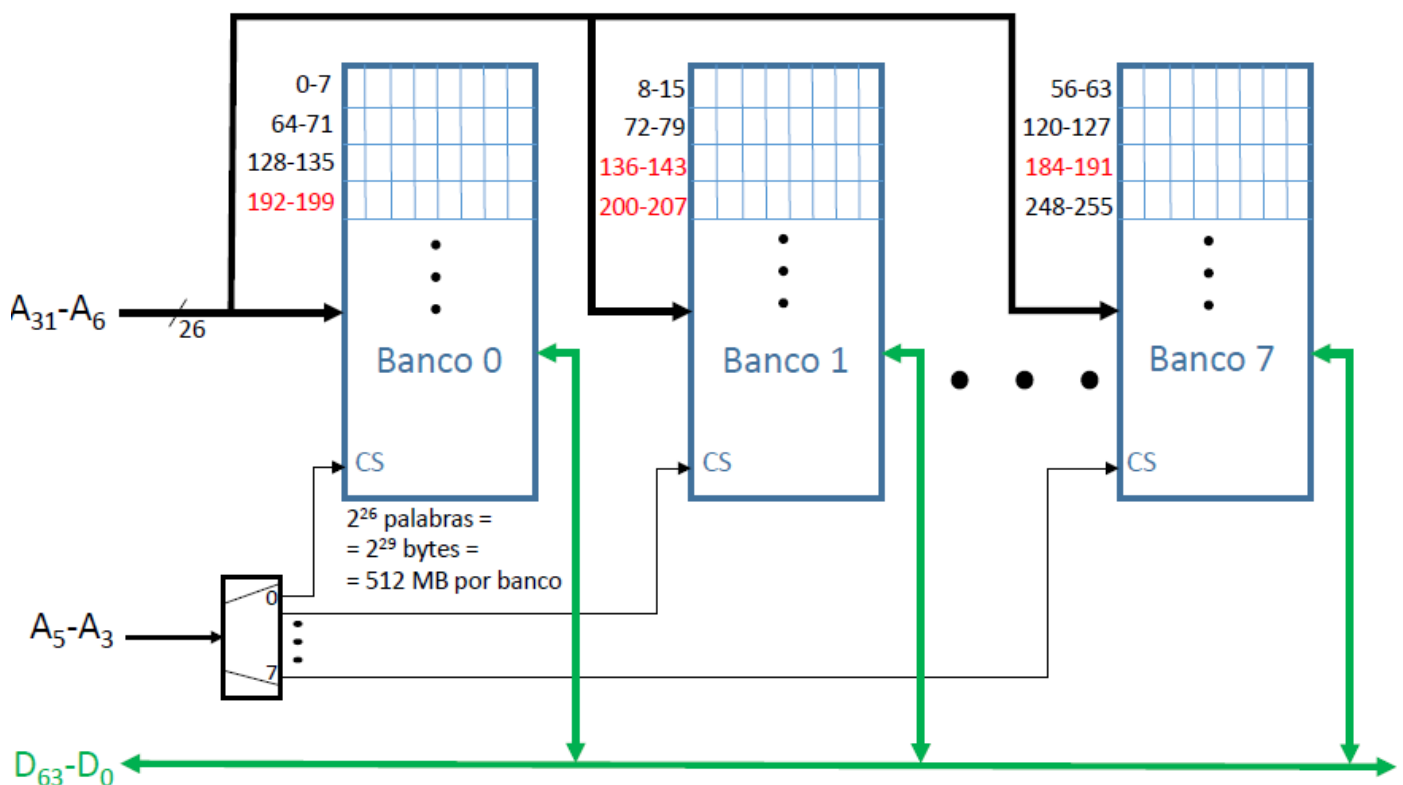 0-7
64-71
128-135
192-199
8-15
72-79
136-143
200-207
56-63
120-127
184-191
248-255
A₃₁-A₆
26
Banco 0
Banco 1
Banco 7
CS
CS
CS
2²⁶ palabras =
= 2²⁹ bytes =
= 512 MB por banco
A₅-A₃
0
7
D₆₃-D₀